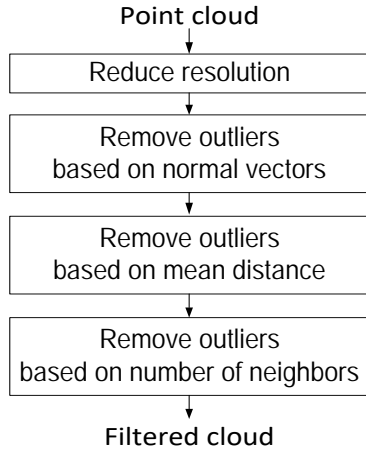 Point cloud
Reduce resolution
Remove outliers
based on normal vectors
Remove outliers
based on mean distance
Remove outliers
based on number of neighbors
Filtered cloud